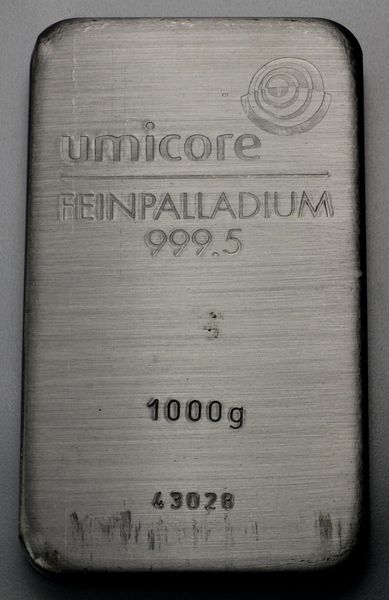 umicore
FEINPALLADIUM
999.5
1000g
43028